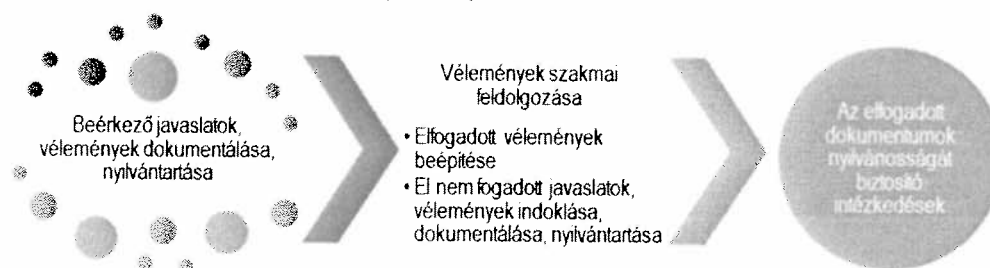 Beérkező javaslatok,
vélemények dokumentálása,
nyilvántartása
Vélemények szakmai
feldolgozása
• Elfogadott vélemények
beépítése
• El nem fogadott javaslatok,
vélemények indoklása,
dokumentálása, nyilvántartása
Az elfogadott
dokumentumok
nyilvánosságát
biztosító
intézkedések